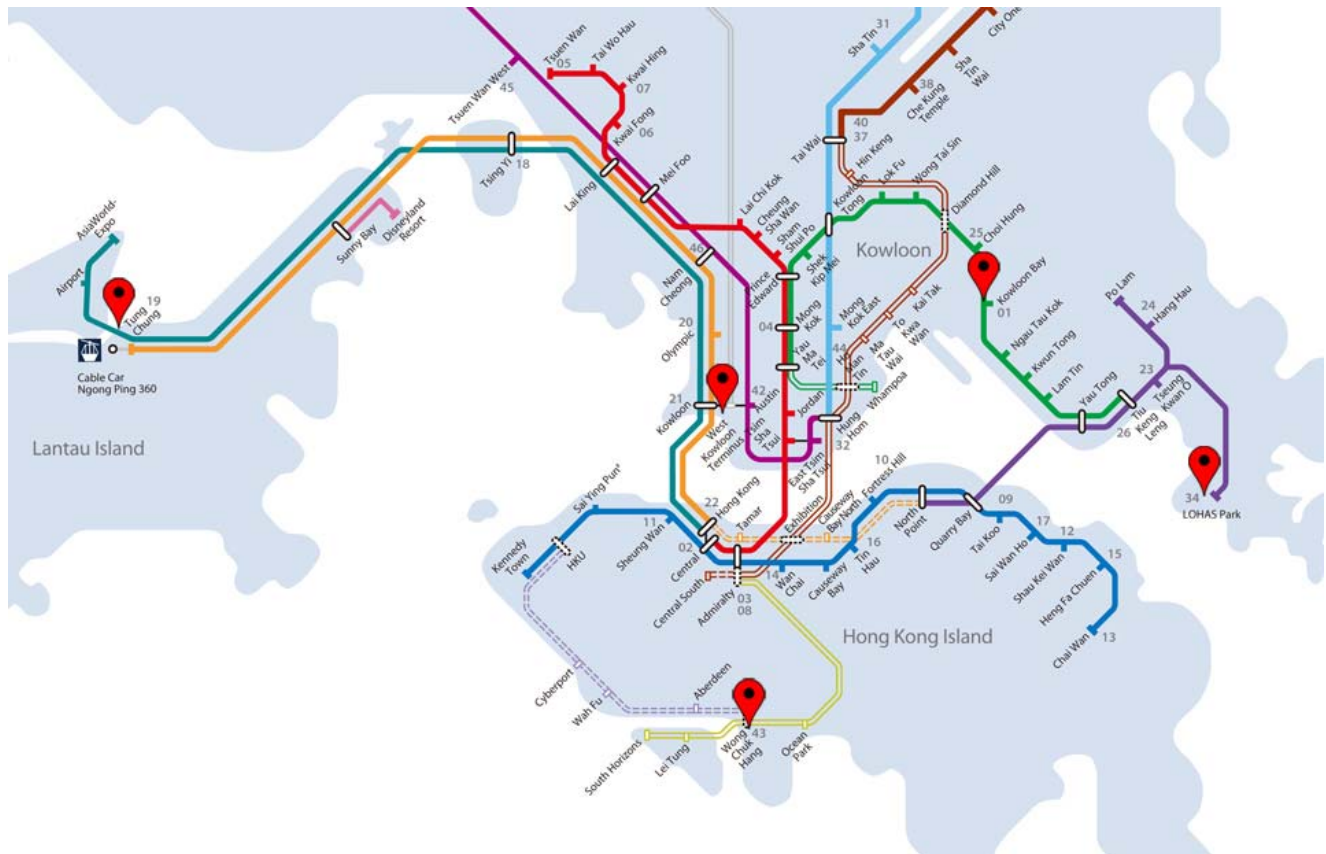 31
Sha Tin
City One
Sha
Tin
Wai
38
Che Kung
Temple
Tsuen Wan
05
Tai Wo Hau
Kwai Hing
07
Tsuen Wan West
45
Kwai Fong
06
40
37
Tai Wai
Hin Keng
Tsing Yi
18
Lai King
Mei Foo
Lai Chi Kok
Cheung
Sha Wan
Sham
Shui Po
Kowloon
Tong
Lok Fu
Wong Tai Sin
Diamond Hill
25
Choi Hung
AsiaWorld-
Expo
Airport
Sunny Bay
Disneyland
Resort
46
Nam
Cheong
Prince
Edward
Shek
Kip Mei
Kowloon
Kowloon Bay
01
19
Tung
Chung
Cable Car
Ngong Ping 360
20
Olympic
04
Mong
Kok
Yau
Ma
Tei
Mong
Kok East
44
Ho
Man
Tin
Ma
Tau
Wai
To
Kwa
Wan
Kai Tak
Whampoa
Po Lam
24
Hang Hau
Ngau Tau Kok
Kwun Tong
Lam Tin
Yau Tong
23
Tseung
Kwan O
Tiu
Keng
Leng
26
Lantau Island
21
Kowloon
West
Kowloon
Terminus
42
Austin
Jordan
Tsim
Sha
Tsui
East Tsim
Sha Tsui
Hung
Hom
32
34
LOHAS Park
Sai Ying Pun*
11
Sheung Wan
22
Hong Kong
Tamar
Exhibition
Causeway
Bay North
10
Fortress Hill
North
Point
Quarry Bay
09
Tai Koo
17
Sai Wan Ho
12
Shau Kei Wan
15
Heng Fa Chuen
Chai Wan
13
Kennedy
Town
HKU
02
Central
Central South
Admiralty
03
08
14
Wan
Chai
Causeway
Bay
16
Tin
Hau
Hong Kong Island
Cyberport
Wah Fu
Aberdeen
South Horizons
Lei Tung
Wong
Chuk
Hang
43
Ocean
Park